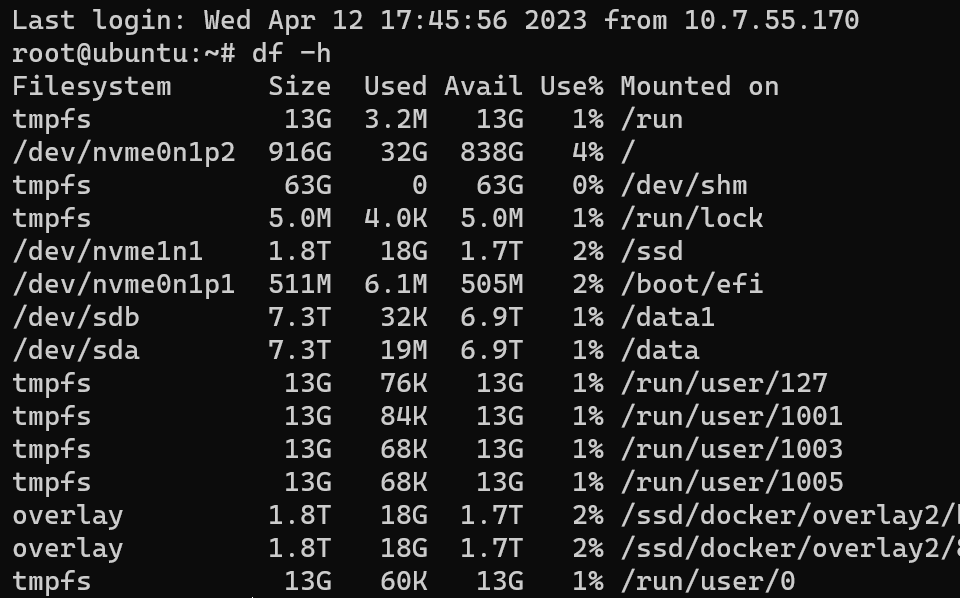 Last login: Wed Apr 12 17:45:56 2023 from 10.7.55.170
root@ubuntu:~# df -h
Filesystem      Size  Used Avail Use% Mounted on
tmpfs            13G  3.2M   13G   1% /run
/dev/nvme0n1p2  916G   32G  838G   4% /
tmpfs            63G     0   63G   0% /dev/shm
tmpfs           5.0M  4.0K  5.0M   1% /run/lock
/dev/nvme1n1    1.8T   18G  1.7T   2% /ssd
/dev/nvme0n1p1  511M  6.1M  505M   2% /boot/efi
/dev/sdb        7.3T   32K  6.9T   1% /data1
/dev/sda        7.3T   19M  6.9T   1% /data
tmpfs            13G   76K   13G   1% /run/user/127
tmpfs            13G   84K   13G   1% /run/user/1001
tmpfs            13G   68K   13G   1% /run/user/1003
tmpfs            13G   68K   13G   1% /run/user/1005
overlay         1.8T   18G  1.7T   2% /ssd/docker/overlay2/
overlay         1.8T   18G  1.7T   2% /ssd/docker/overlay2/
tmpfs            13G   60K   13G   1% /run/user/0